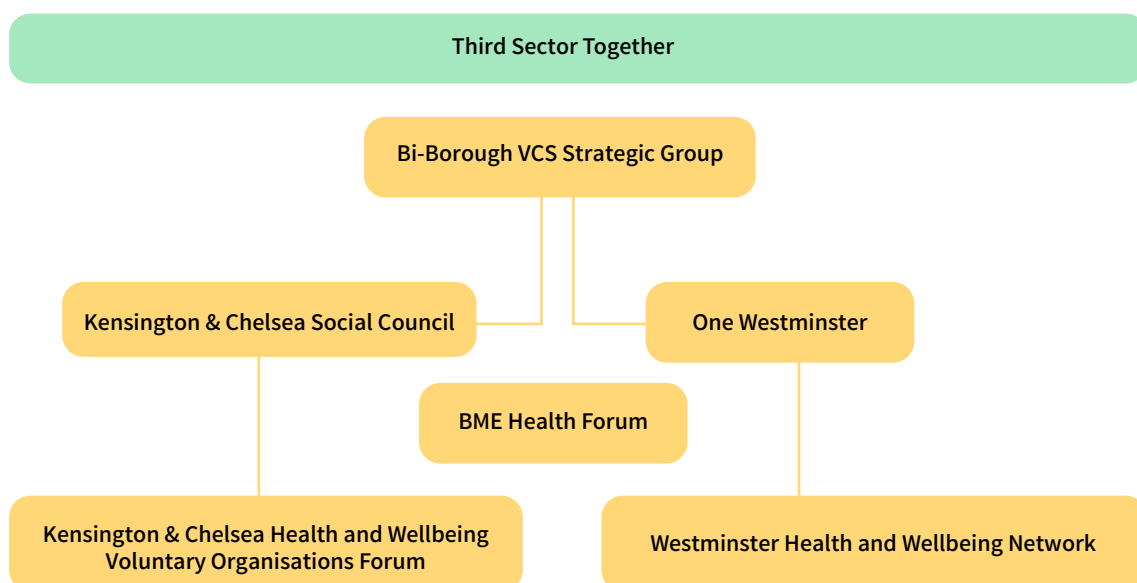 Third Sector Together
Bi-Borough VCS Strategic Group
Kensington & Chelsea Social Council
One Westminster
BME Health Forum
Kensington & Chelsea Health and Wellbeing
Voluntary Organisations Forum
Westminster Health and Wellbeing Network